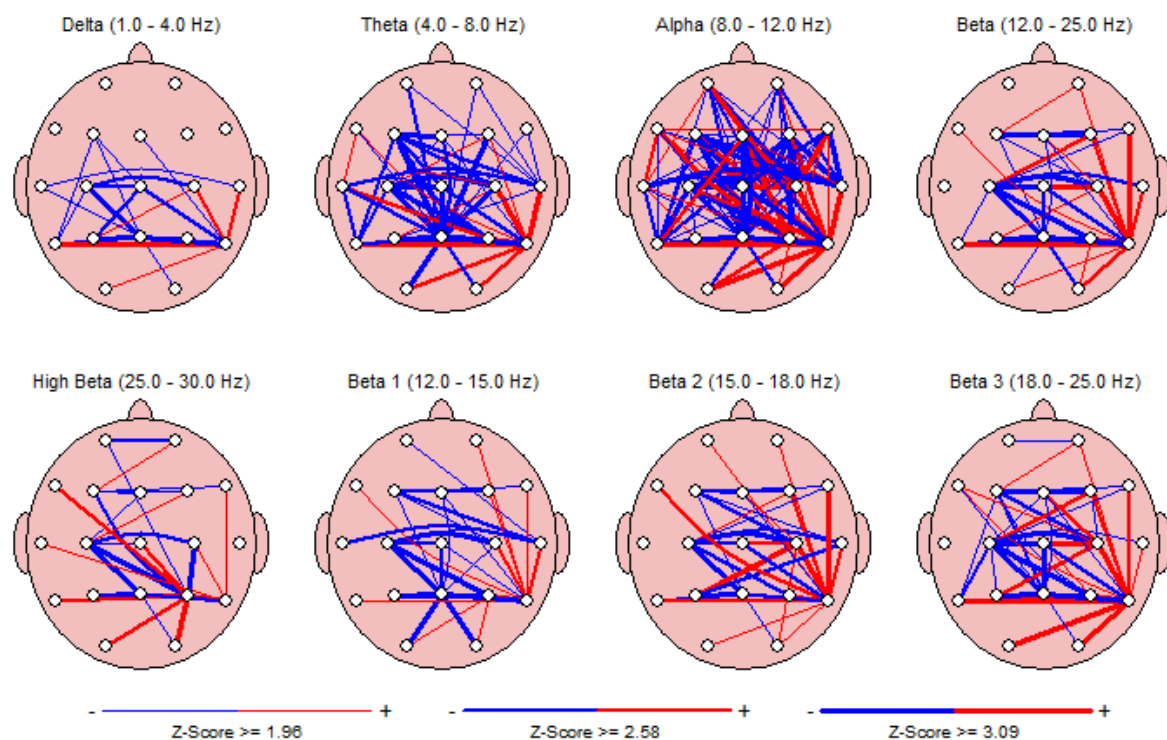 Delta (1.0 - 4.0 Hz)
Theta (4.0 - 8.0 Hz)
Alpha (8.0 - 12.0 Hz)
Beta (12.0 - 25.0 Hz)
High Beta (25.0 - 30.0 Hz)
Beta 1 (12.0 - 15.0 Hz)
Beta 2 (15.0 - 18.0 Hz)
Beta 3 (18.0 - 25.0 Hz)
- +
- +
- +
Z-Score >= 1.96
Z-Score >= 2.58
Z-Score >= 3.09